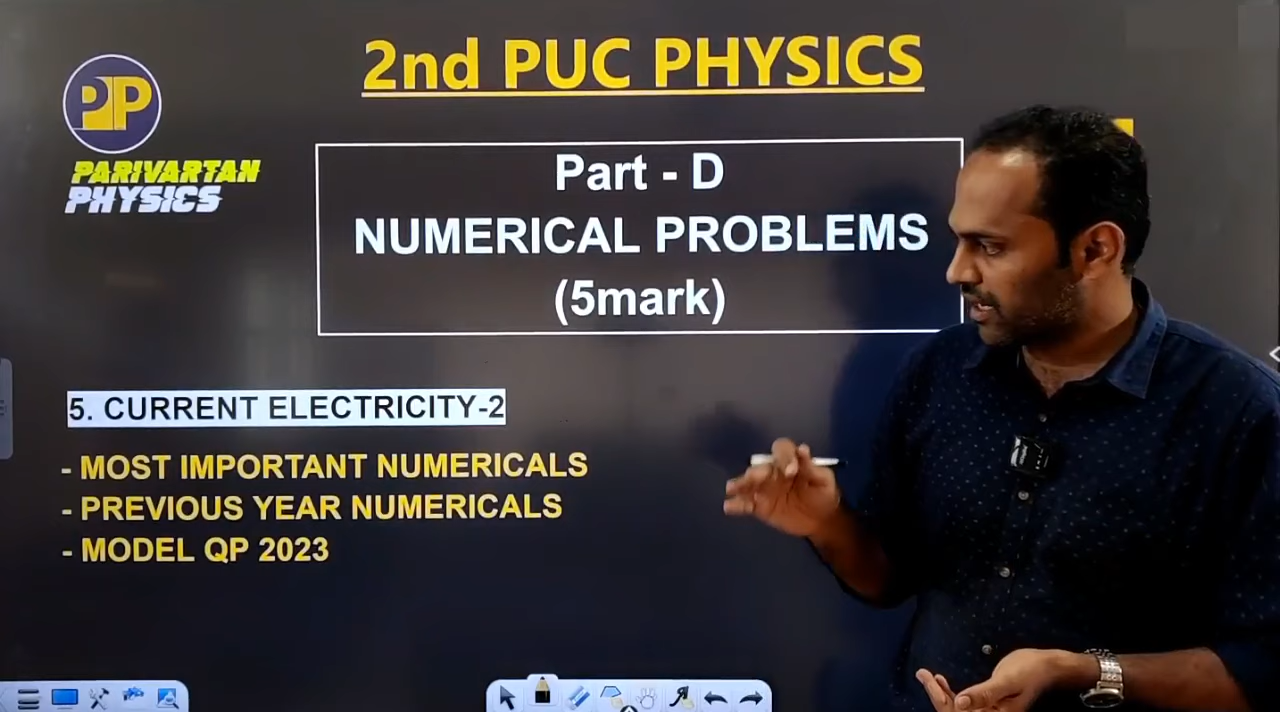 2nd PUC PHYSICS
PP
PARIVARTAN
PHYSICS
Part - D
NUMERICAL PROBLEMS
(5mark)
5. CURRENT ELECTRICITY-2
- MOST IMPORTANT NUMERICALS
- PREVIOUS YEAR NUMERICALS
- MODEL QP 2023